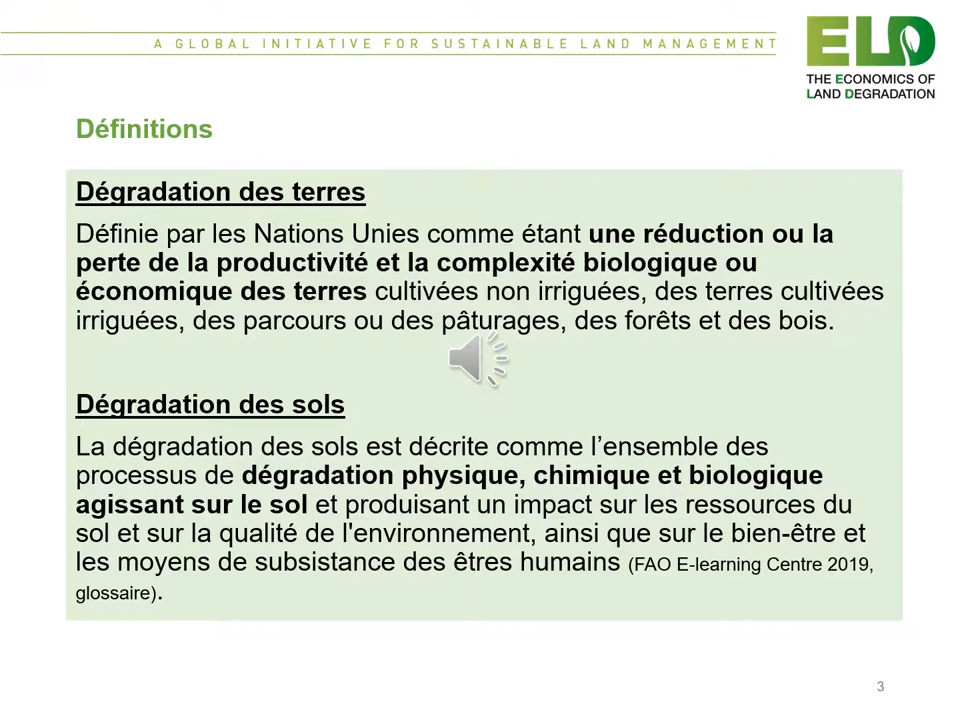 A GLOBAL INITIATIVE FOR SUSTAINABLE LAND MANAGEMENT
ELD
THE ECONOMICS OF
LAND DEGRADATION
Définitions
Dégradation des terres
Définie par les Nations Unies comme étant une réduction ou la
perte de la productivité et la complexité biologique ou
économique des terres cultivées non irriguées, des terres cultivées
irriguées, des parcours ou des pâturages, des forêts et des bois.
Dégradation des sols
La dégradation des sols est décrite comme l’ensemble des
processus de dégradation physique, chimique et biologique
agissant sur le sol et produisant un impact sur les ressources du
sol et sur la qualité de l'environnement, ainsi que sur le bien-être et
les moyens de subsistance des êtres humains (FAO E-learning Centre 2019,
glossaire).
3